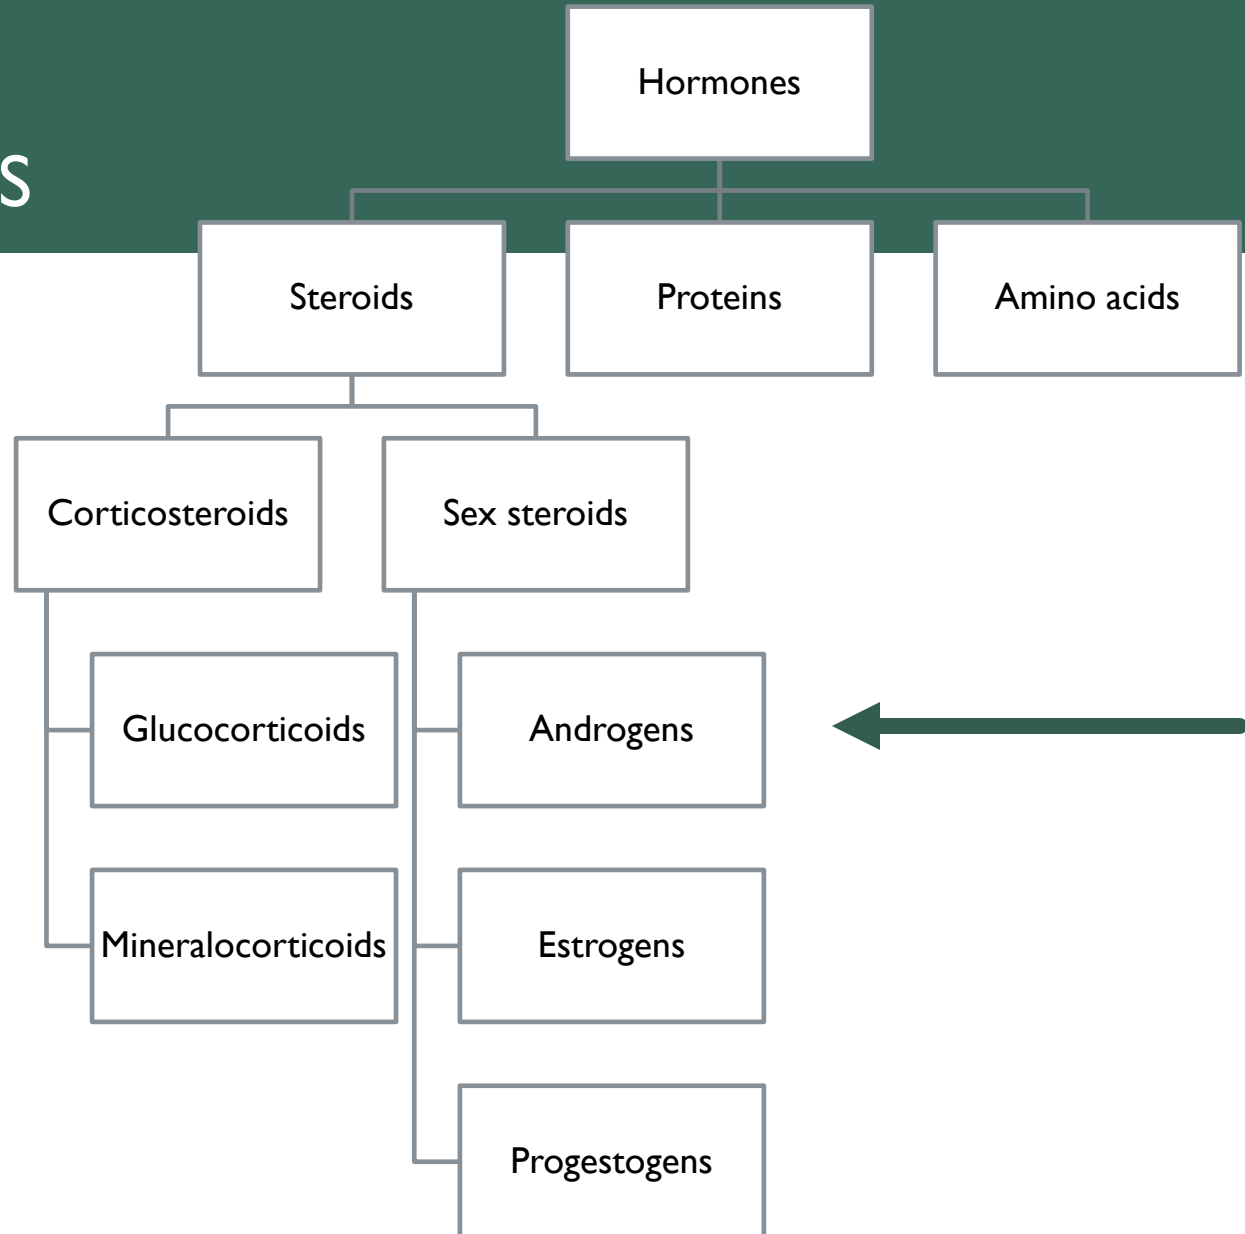 Hormones
s
Steroids
Proteins
Amino acids
Corticosteroids
Sex steroids
Glucocorticoids
Androgens
Mineralocorticoids
Estrogens
Progestogens